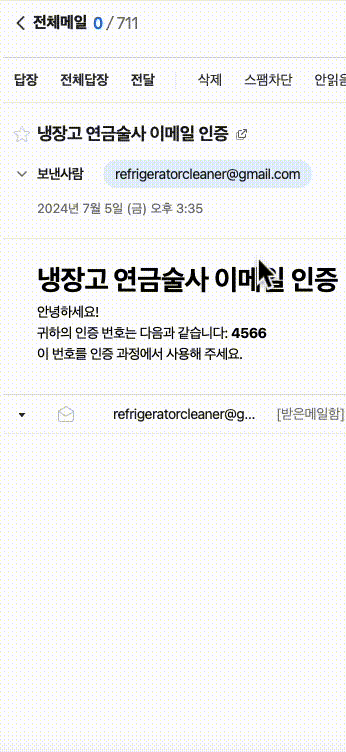 전체메일 0 / 711
답장 전체답장 전달 삭제 스팸차단 안읽음
냉장고 연금술사 이메일 인증
보낸사람 refrigeratorcleaner@gmail.com
2024년 7월 5일 (금) 오후 3:35
냉장고 연금술사 이메일 인증
안녕하세요!
귀하의 인증 번호는 다음과 같습니다: 4566
이 번호를 인증 과정에서 사용해 주세요.
refrigeratorcleaner@g... [받은메일함]